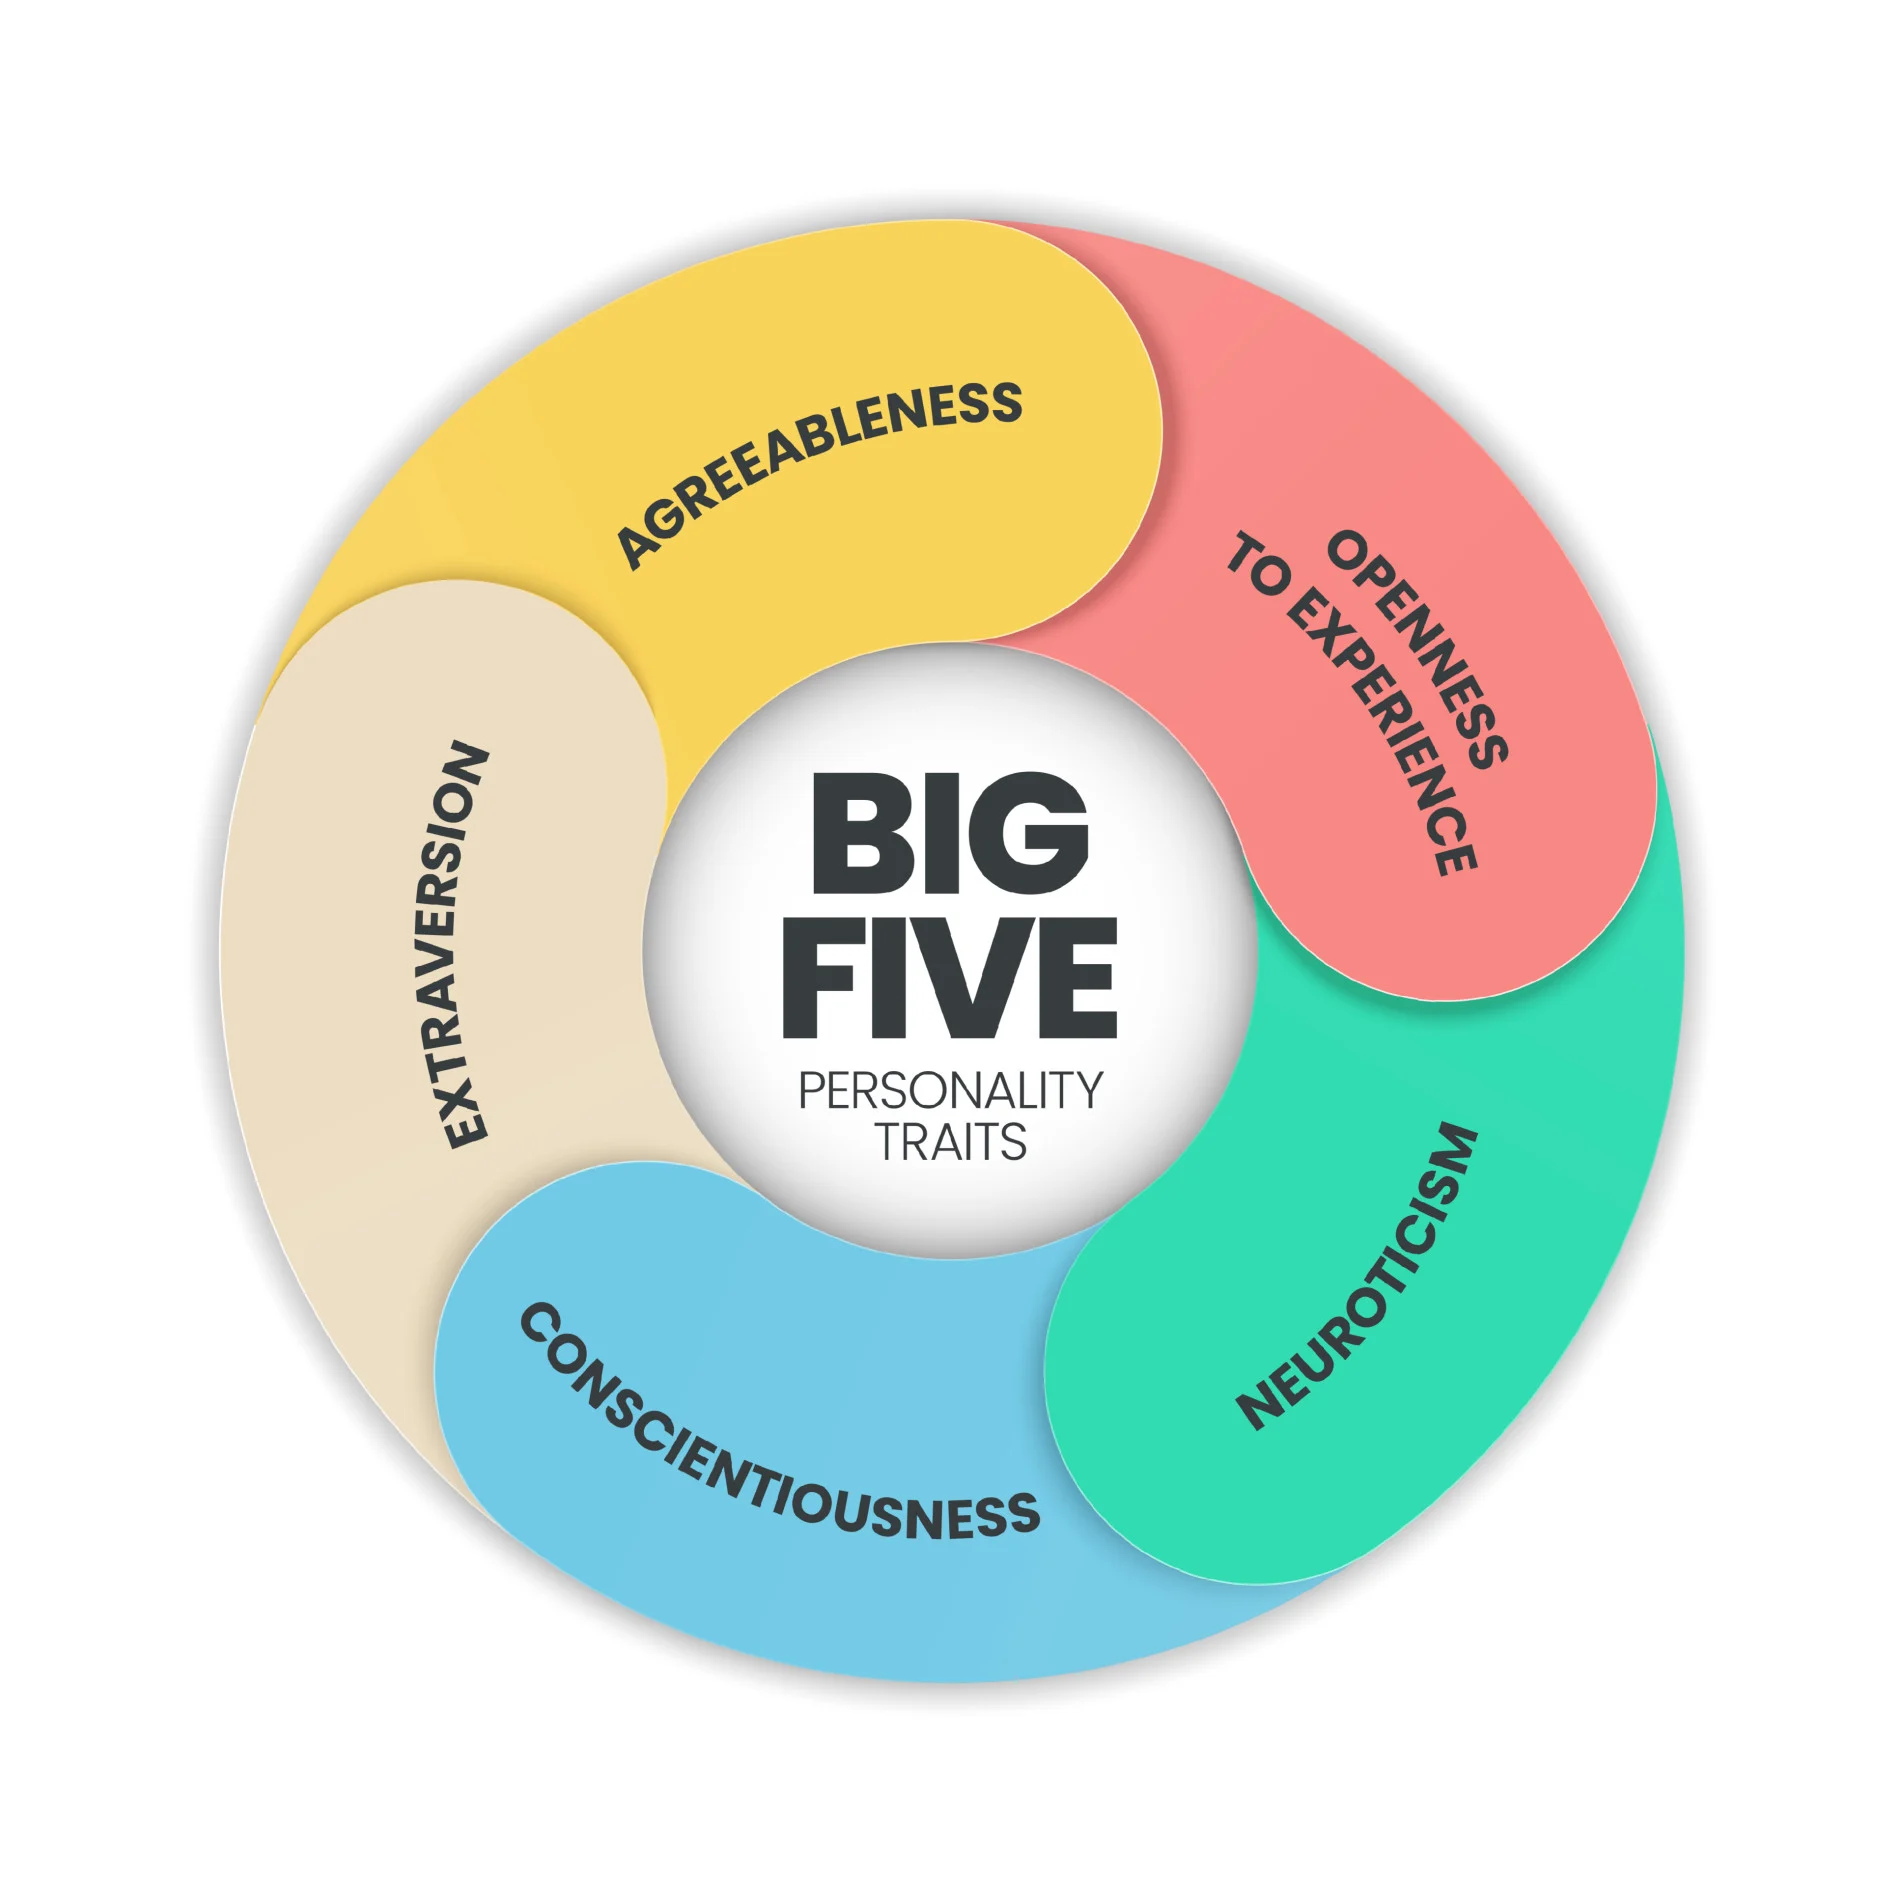 BIG
FIVE
PERSONALITY
TRAITS
AGREEABLENESS
OPENNESS
TO EXPERIENCE
NEUROTICISM
CONSCIENTIOUSNESS
EXTRAVERSION